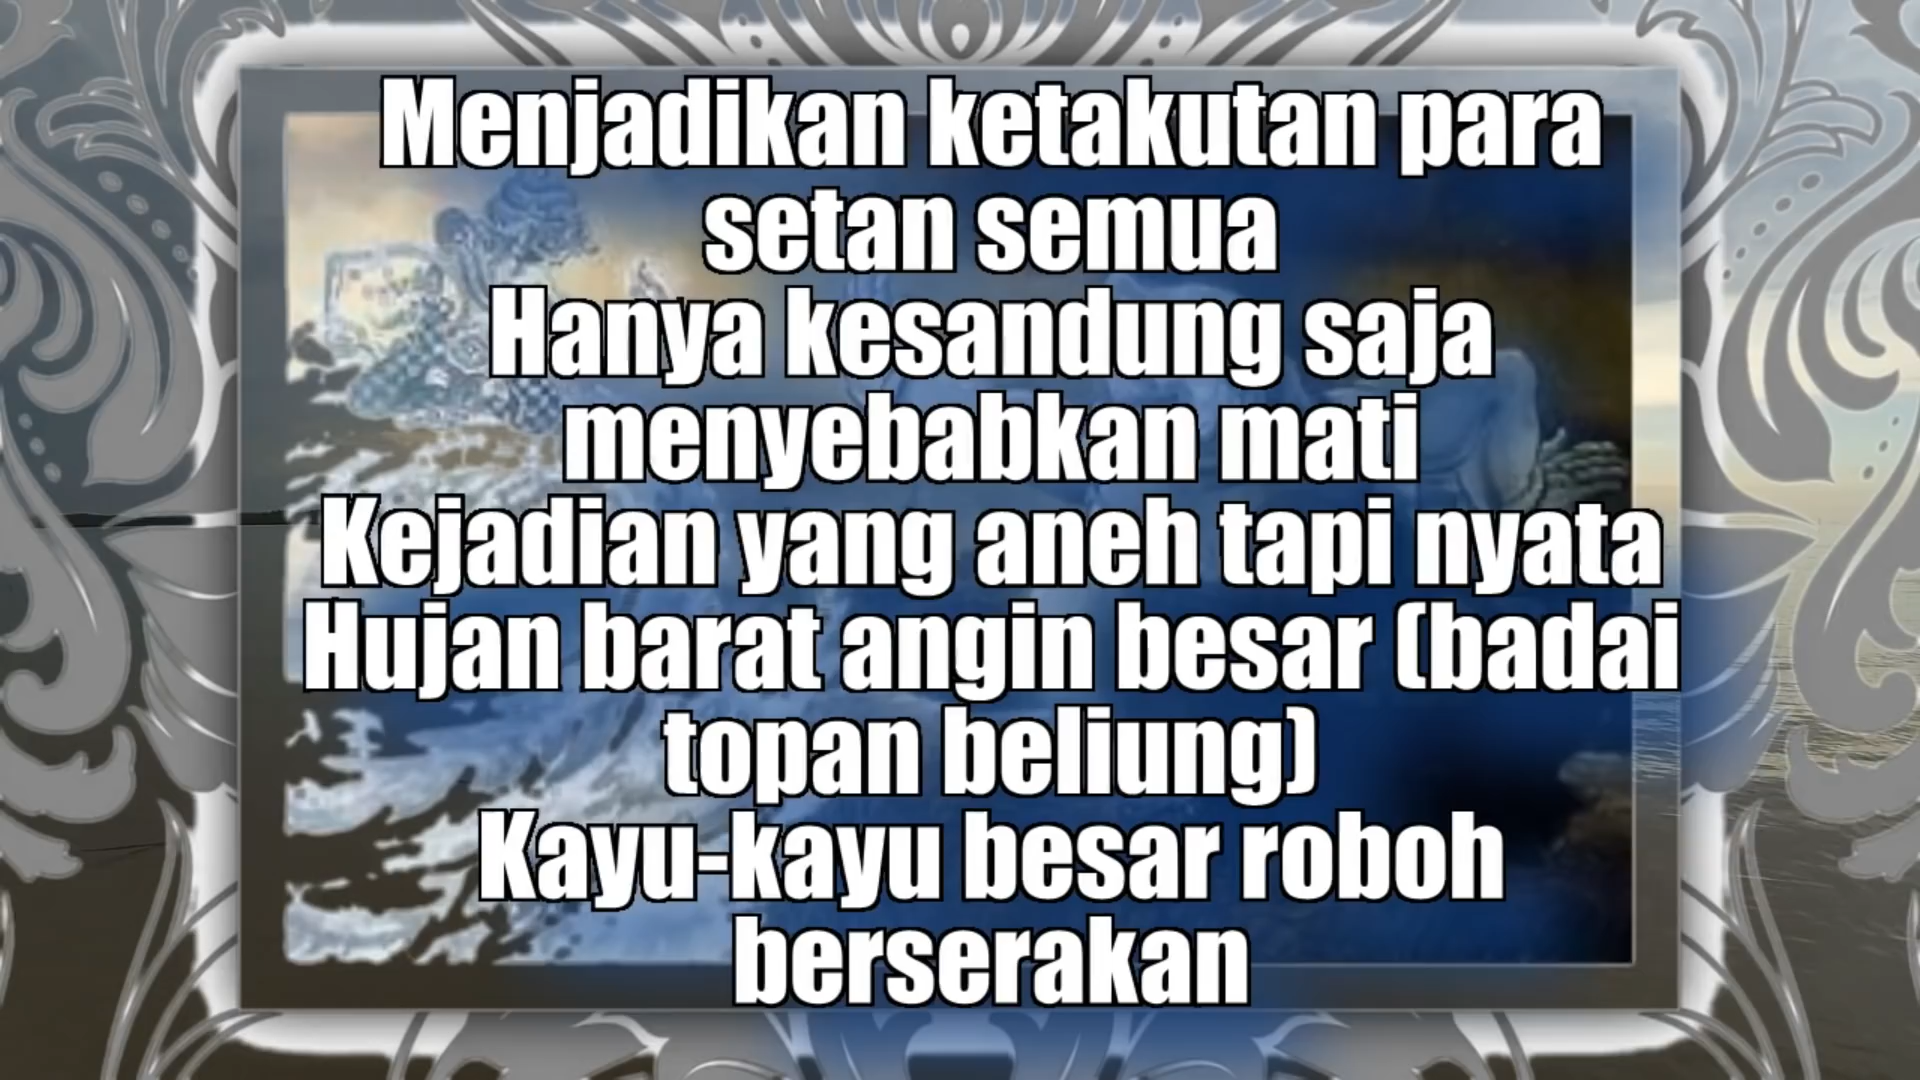 Menjadikan ketakutan para
setan semua
Hanya kesandung saja
menyebabkan mati
Kejadian yang aneh tapi nyata
Hujan barat angin besar (badai
topan beliung)
Kayu-kayu besar roboh
berserakan